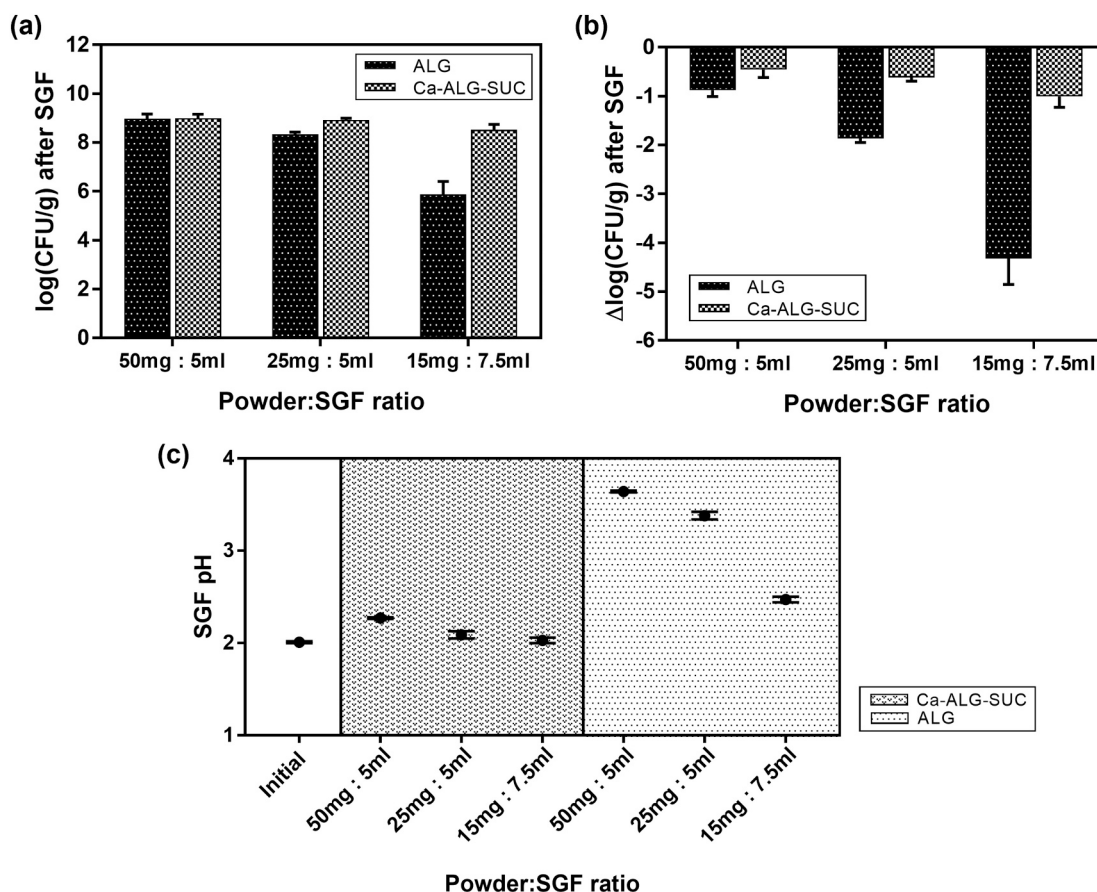 (a)
12
10
8
6
4
2
0
log(CFU/g) after SGF
ALG
Ca-ALG-SUC
50mg : 5ml
25mg : 5ml
15mg : 7.5ml
Powder:SGF ratio
(b)
0
-1
-2
-3
-4
-5
-6
Δlog(CFU/g) after SGF
ALG
Ca-ALG-SUC
50mg : 5ml
25mg : 5ml
15mg : 7.5ml
Powder:SGF ratio
(c)
4
3
2
1
SGF pH
Initial
50mg : 5ml
25mg : 5ml
15mg : 7.5ml
50mg : 5ml
25mg : 5ml
15mg : 7.5ml
Powder:SGF ratio
Ca-ALG-SUC
ALG